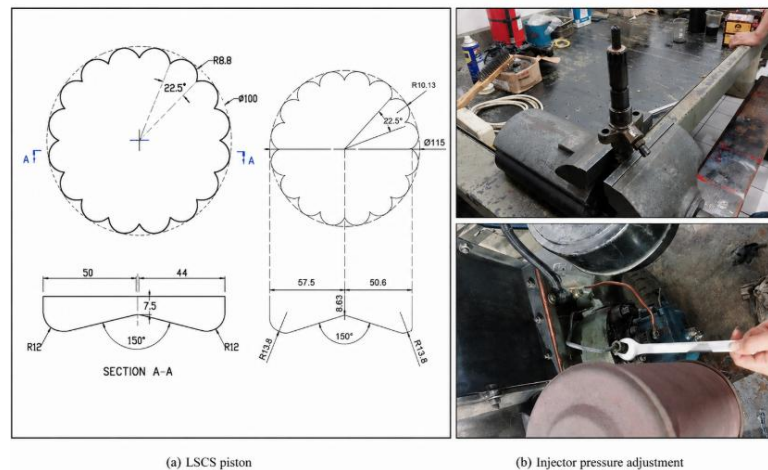 R8.8
22.5°
Ø100
A
A
R10.13
22.5°
Ø115
50
44
7.5
R12
150°
R12
SECTION A-A
57.5
50.6
8.63
R13.8
150°
R13.8
(a) LSCS piston
(b) Injector pressure adjustment